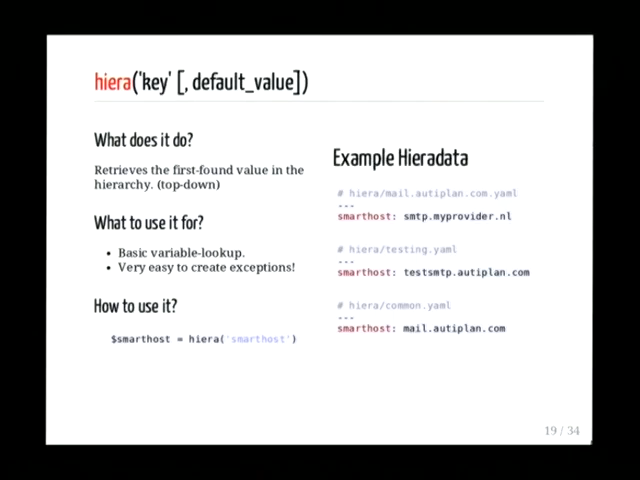 hiera('key' [, default_value])
What does it do?
Retrieves the first-found value in the
hierarchy. (top-down)
What to use it for?
• Basic variable-lookup.
• Very easy to create exceptions!
How to use it?
$smarthost = hiera('smarthost')
Example Hieradata
# hiera/mail.autiplan.com.yaml
---
smarthost: smtp.myprovider.nl
# hiera/testing.yaml
---
smarthost: testsmtp.autiplan.com
# hiera/common.yaml
---
smarthost: mail.autiplan.com
19 / 34